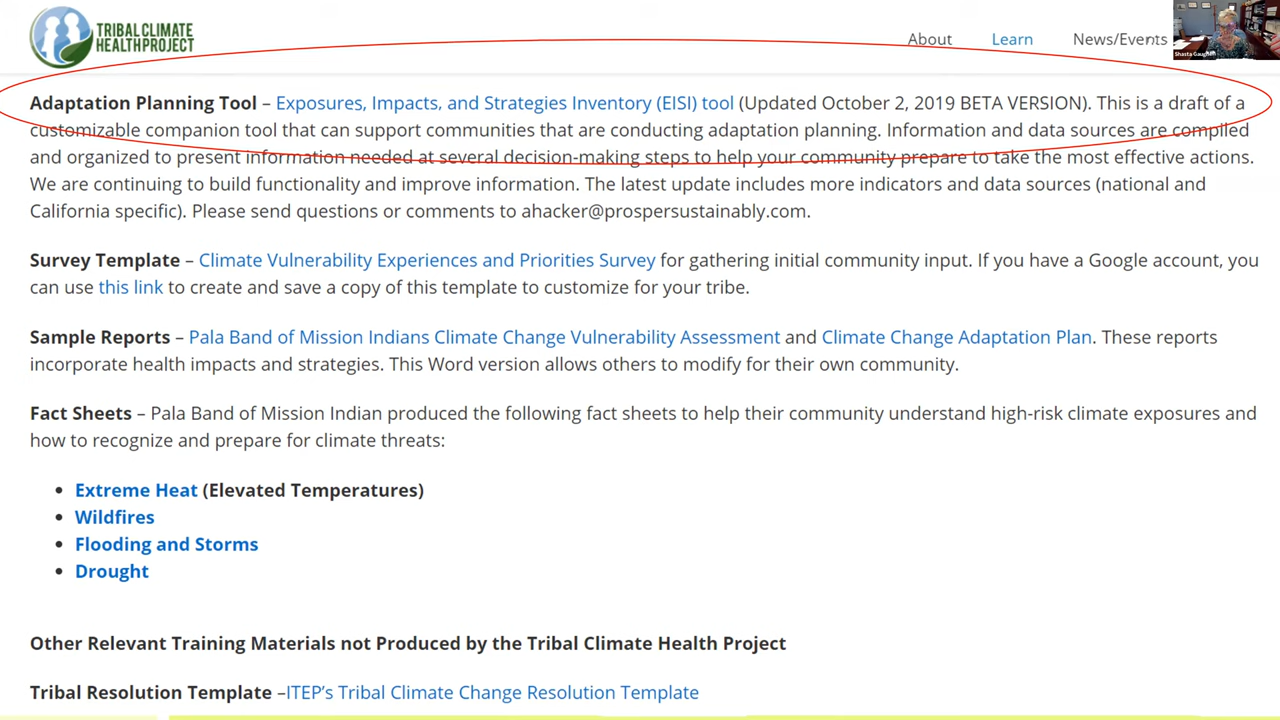 TRIBAL CLIMATE
HEALTHPROJECT
About Learn News/Events
Shasta Gaughen
Adaptation Planning Tool – Exposures, Impacts, and Strategies Inventory (EISI) tool (Updated October 2, 2019 BETA VERSION). This is a draft of a
customizable companion tool that can support communities that are conducting adaptation planning. Information and data sources are compiled
and organized to present information needed at several decision-making steps to help your community prepare to take the most effective actions.
We are continuing to build functionality and improve information. The latest update includes more indicators and data sources (national and
California specific). Please send questions or comments to ahacker@prospersustainably.com.
Survey Template – Climate Vulnerability Experiences and Priorities Survey for gathering initial community input. If you have a Google account, you
can use this link to create and save a copy of this template to customize for your tribe.
Sample Reports – Pala Band of Mission Indians Climate Change Vulnerability Assessment and Climate Change Adaptation Plan. These reports
incorporate health impacts and strategies. This Word version allows others to modify for their own community.
Fact Sheets – Pala Band of Mission Indian produced the following fact sheets to help their community understand high-risk climate exposures and
how to recognize and prepare for climate threats:
• Extreme Heat (Elevated Temperatures)
• Wildfires
• Flooding and Storms
• Drought
Other Relevant Training Materials not Produced by the Tribal Climate Health Project
Tribal Resolution Template –ITEP’s Tribal Climate Change Resolution Template